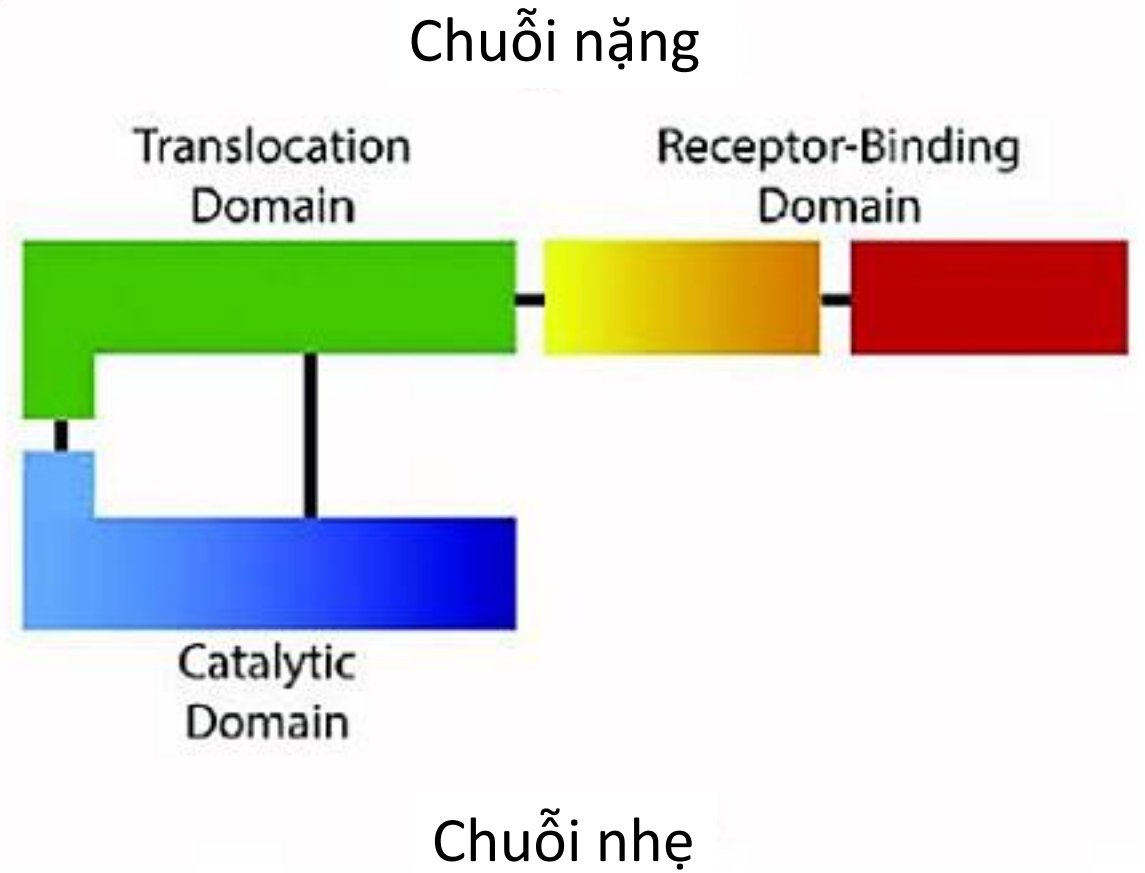 Chuỗi nặng
Translocation
Domain
Receptor-Binding
Domain
Catalytic
Domain
Chuỗi nhẹ